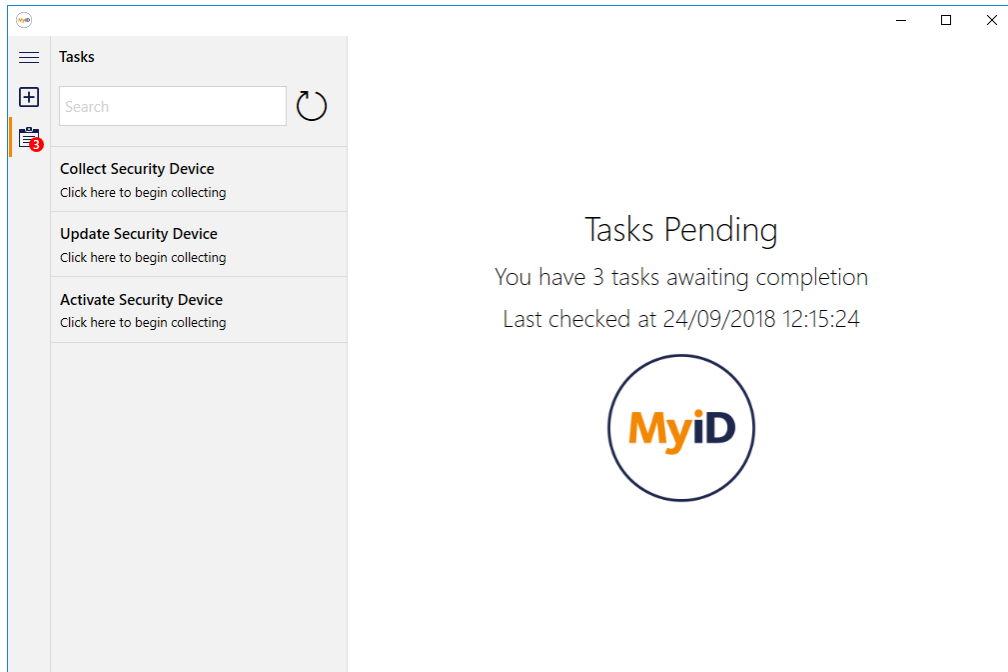 MyiD
Tasks
Search
3
Collect Security Device
Click here to begin collecting
Update Security Device
Click here to begin collecting
Activate Security Device
Click here to begin collecting
Tasks Pending
You have 3 tasks awaiting completion
Last checked at 24/09/2018 12:15:24
MyiD